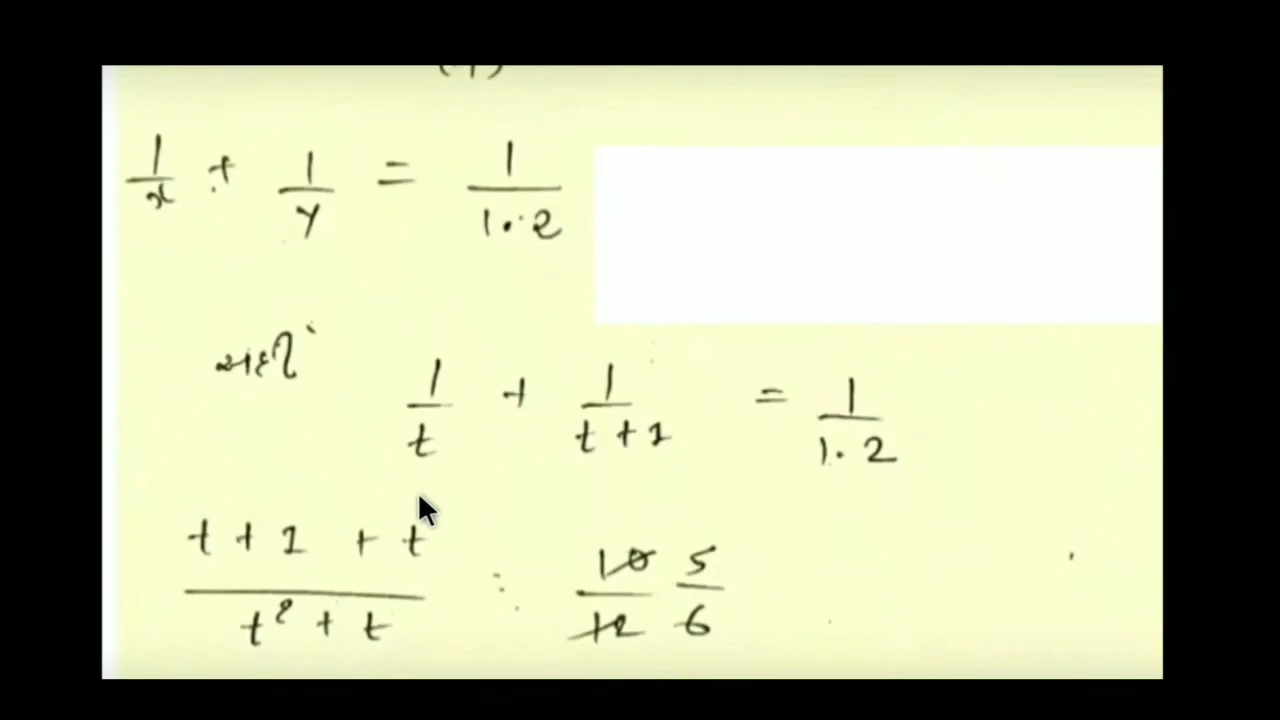 1/x + 1/y = 1/1.2
અહીં 1/t + 1/t+1 = 1/1.2
t+1 + t / t² + t = 10/12 5/6